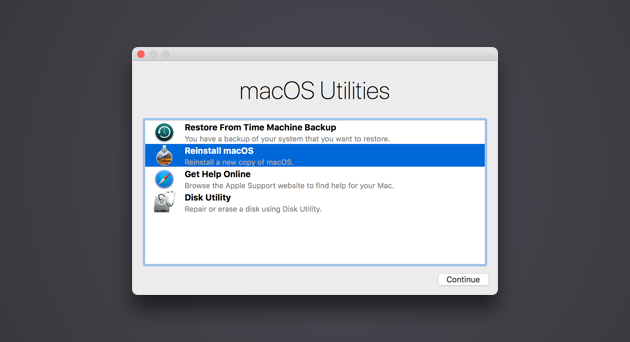 macOS Utilities
Restore From Time Machine Backup
You have a backup of your system that you want to restore.
Reinstall macOS
Reinstall a new copy of macOS.
Get Help Online
Browse the Apple Support website to find help for your Mac.
Disk Utility
Repair or erase a disk using Disk Utility.
Continue